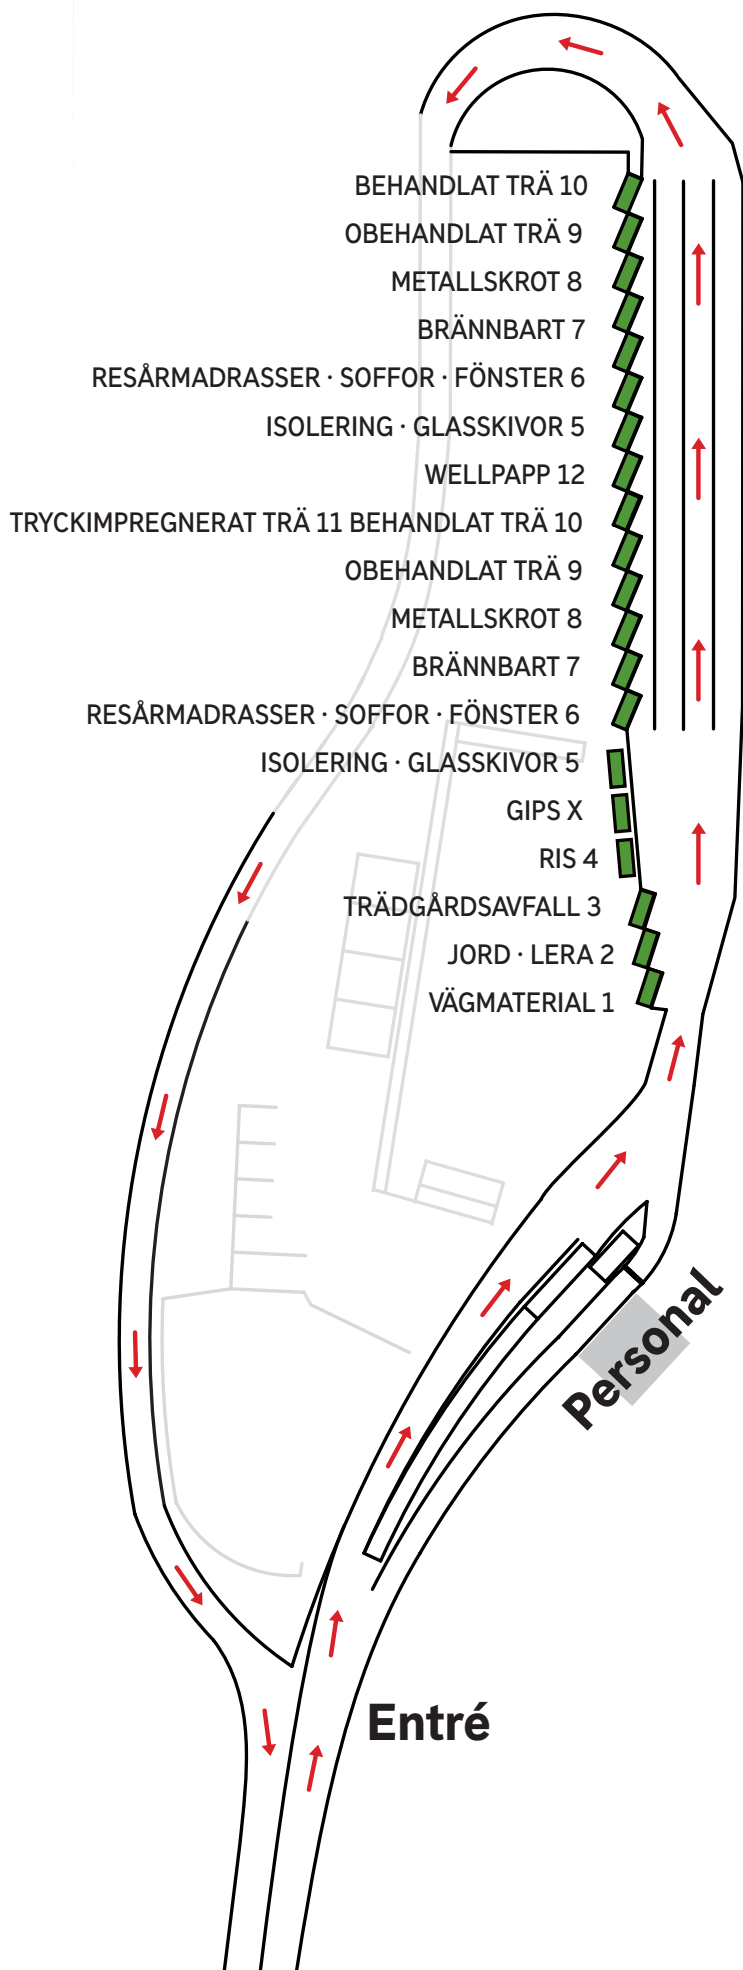 BEHANDLAT TRÄ 10
OBEHANDLAT TRÄ 9
METALLSKROT 8
BRÄNNBART 7
RESÅRMADRASSER · SOFFOR · FÖNSTER 6
ISOLERING · GLASSKIVOR 5
WELLPAPP 12
TRYCKIMPREGNERAT TRÄ 11 BEHANDLAT TRÄ 10
OBEHANDLAT TRÄ 9
METALLSKROT 8
BRÄNNBART 7
RESÅRMADRASSER · SOFFOR · FÖNSTER 6
ISOLERING · GLASSKIVOR 5
GIPS X
RIS 4
TRÄDGÅRDSAVFALL 3
JORD · LERA 2
VÄGMATERIAL 1
Personal
Entré